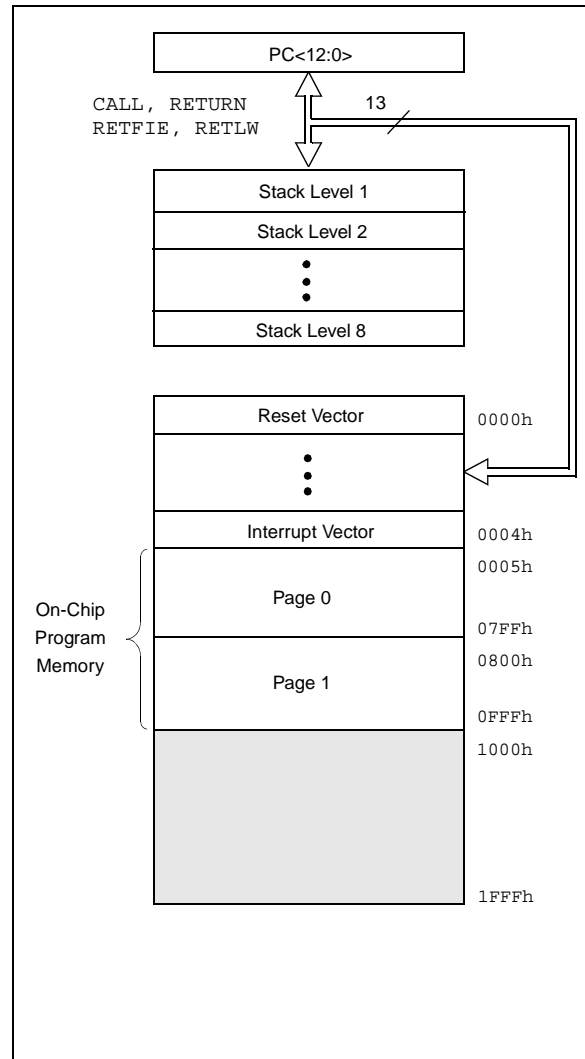 PC<12:0>
CALL, RETURN
RETFIE, RETLW
13
Stack Level 1
Stack Level 2
Stack Level 8
Reset Vector
0000h
Interrupt Vector
0004h
0005h
On-Chip
Program
Memory
Page 0
07FFh
0800h
Page 1
0FFFh
1000h
1FFFh